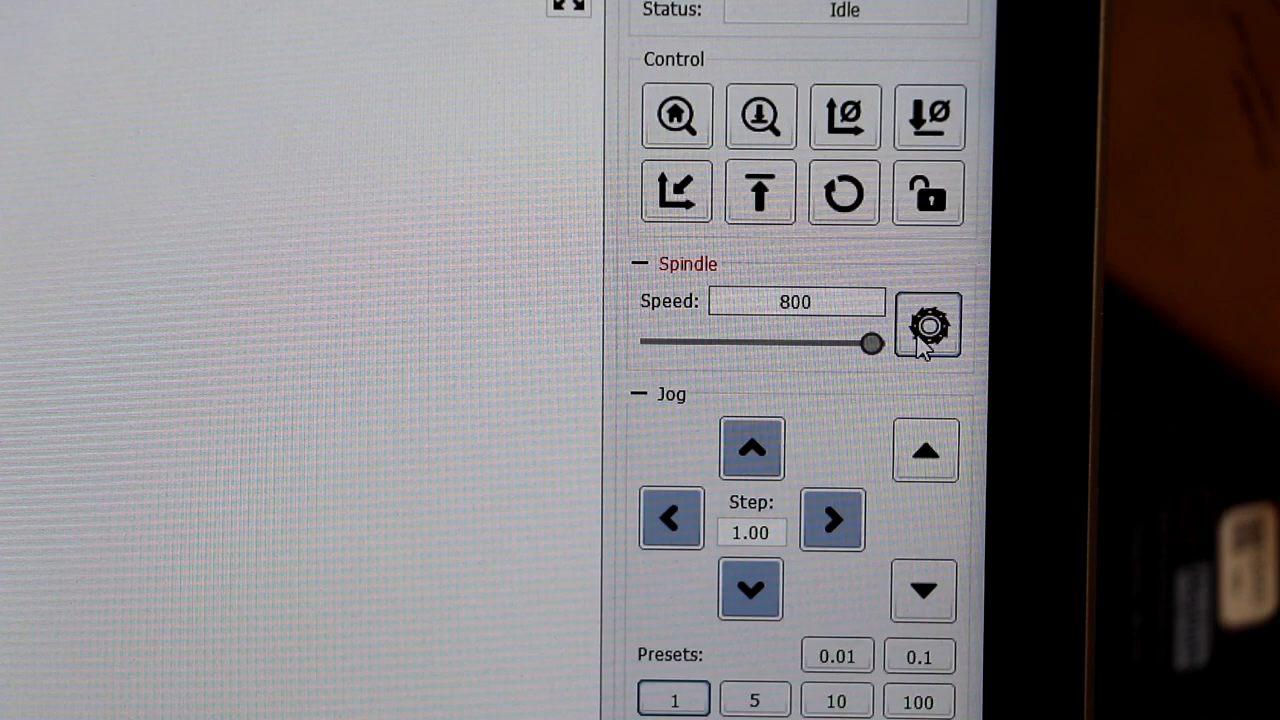 Status: Idle
Control
Spindle
Speed: 800
Jog
Step:
1.00
Presets: 0.01 0.1
1 5 10 100